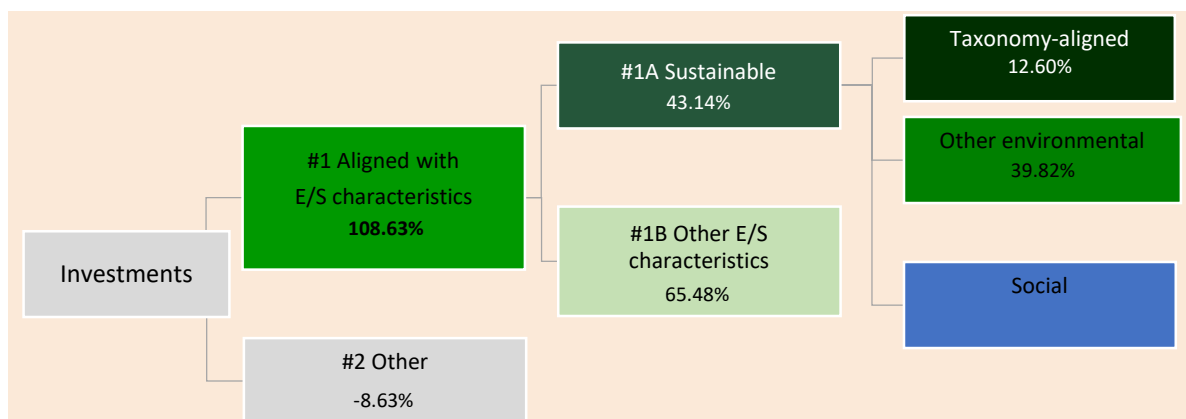 Investments
#1 Aligned with
E/S characteristics
108.63%
#2 Other
-8.63%
#1A Sustainable
43.14%
#1B Other E/S
characteristics
65.48%
Taxonomy-aligned
12.60%
Other environmental
39.82%
Social